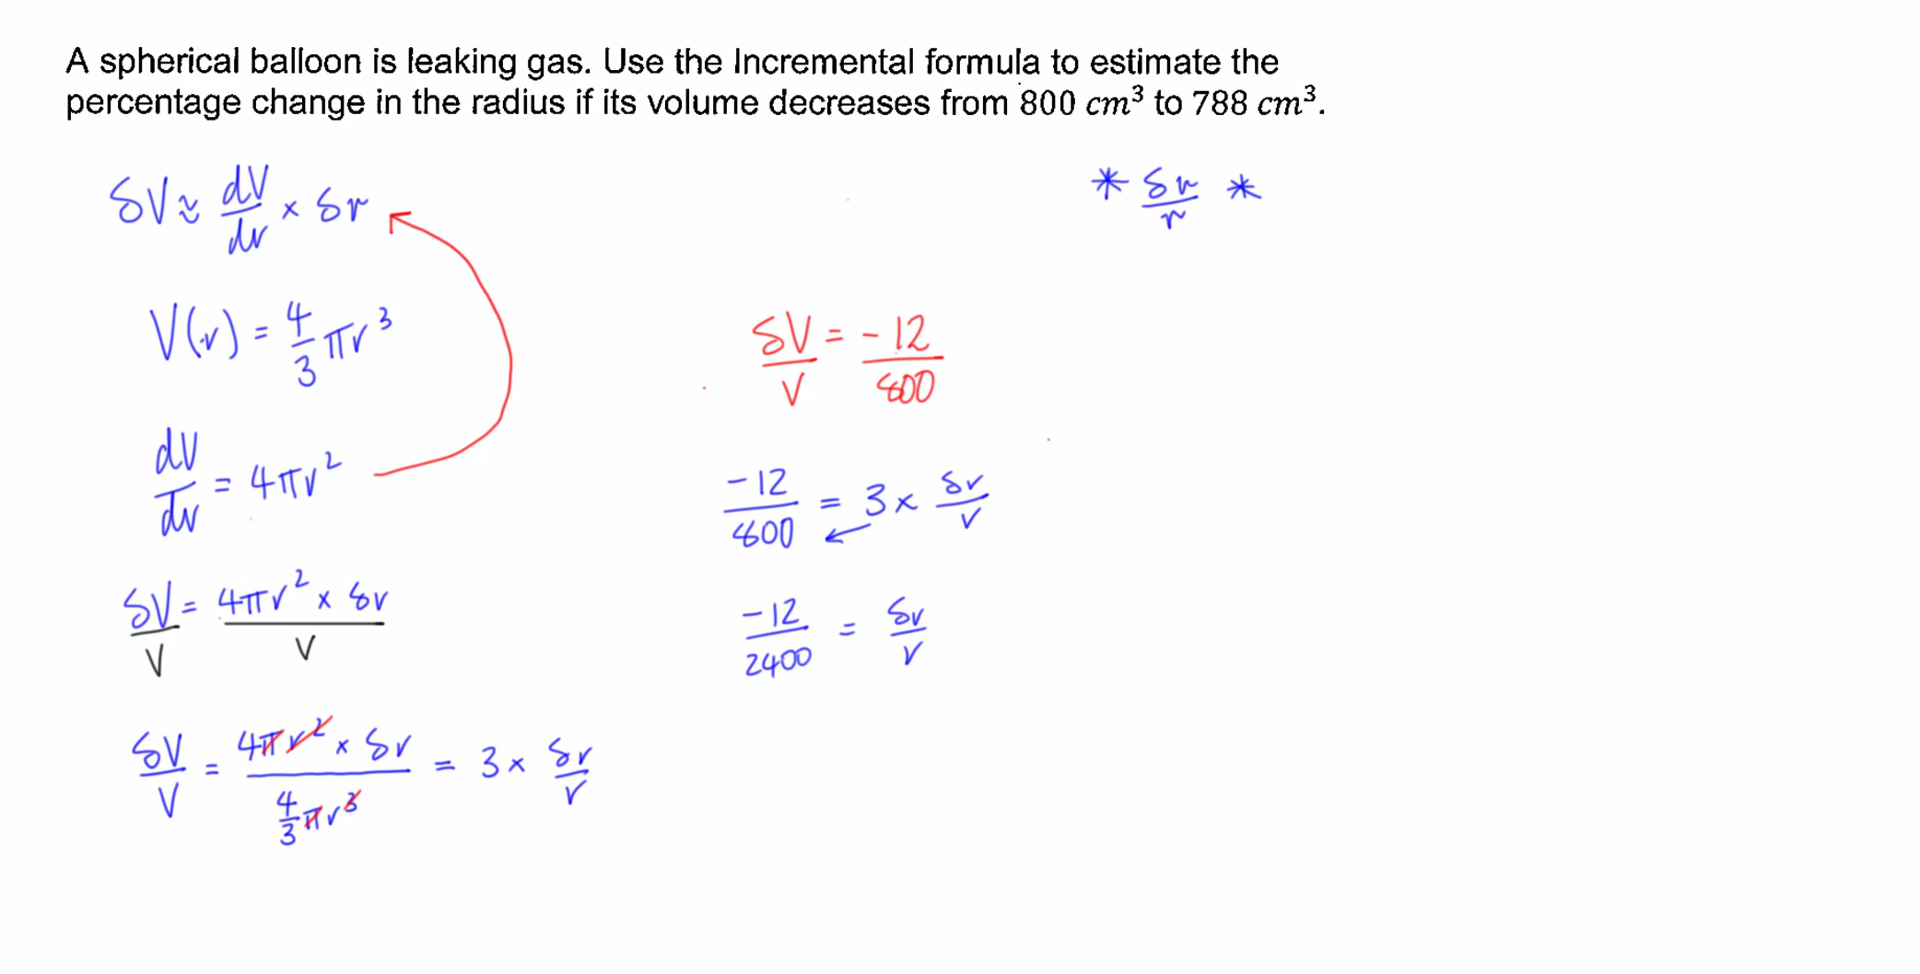 A spherical balloon is leaking gas. Use the Incremental formula to estimate the
percentage change in the radius if its volume decreases from 800 cm³ to 788 cm³.
δV ≈ dV/dr × δr
* δr/r *
V(r) = 4/3 πr³
dV/dr = 4πr²
δV/V = 4πr² × δr / V
δV/V = 4πr² × δr / 4/3 πr³ = 3 × δr/r
δV/V = -12/800
-12/800 = 3 × δr/r
-12/2400 = δr/r